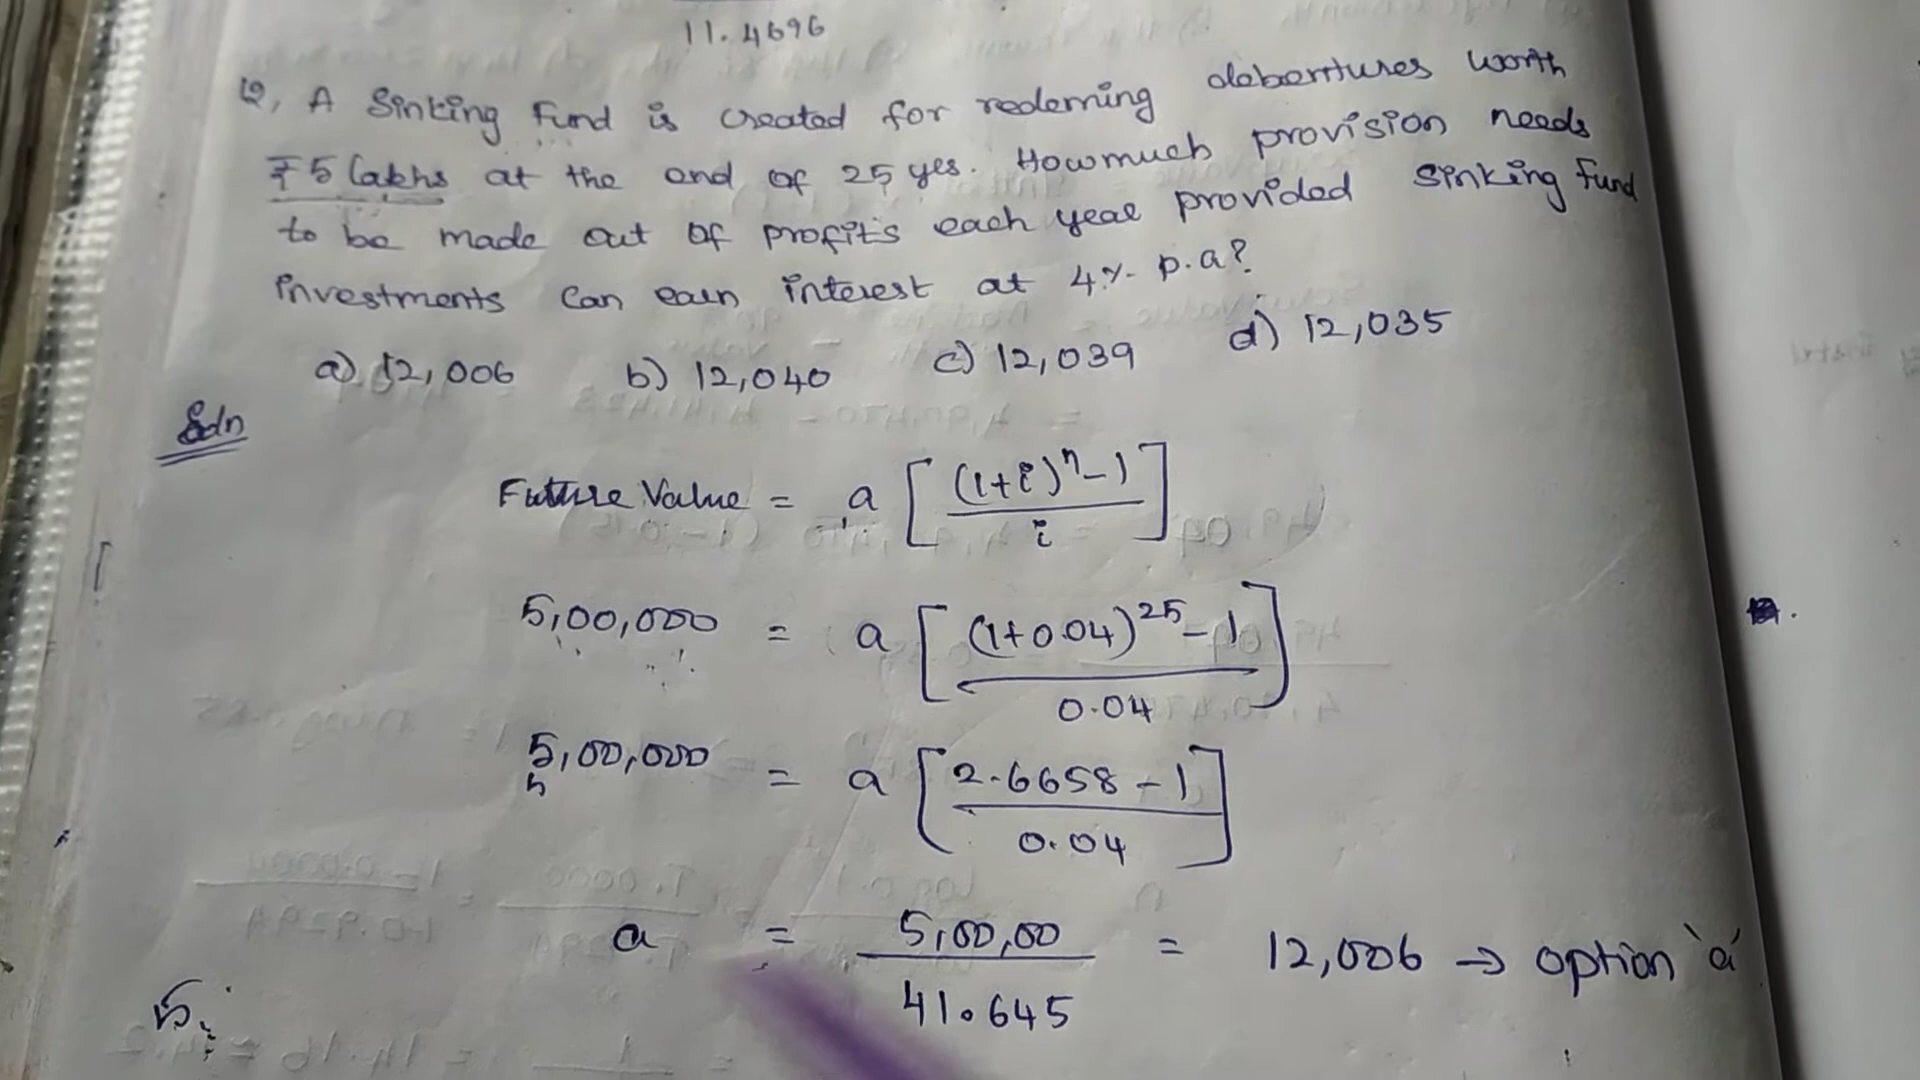 11.4696
Q, A Sinking Fund is created for redeming debentures worth
₹5 lakhs at the end of 25 yrs. How much provision needs
to be made out of profits each year provided sinking fund
investments can earn interest at 4% p.a?
a) 12,006 b) 12,040 c) 12,039 d) 12,035
Soln
Future Value = a [ (1+i)^n - 1 / i ]
5,00,000 = a [ (1+0.04)^25 - 1 / 0.04 ]
5,00,000 = a [ 2.6658 - 1 / 0.04 ]
a = 5,00,00 / 41.645 = 12,006 → option 'a'